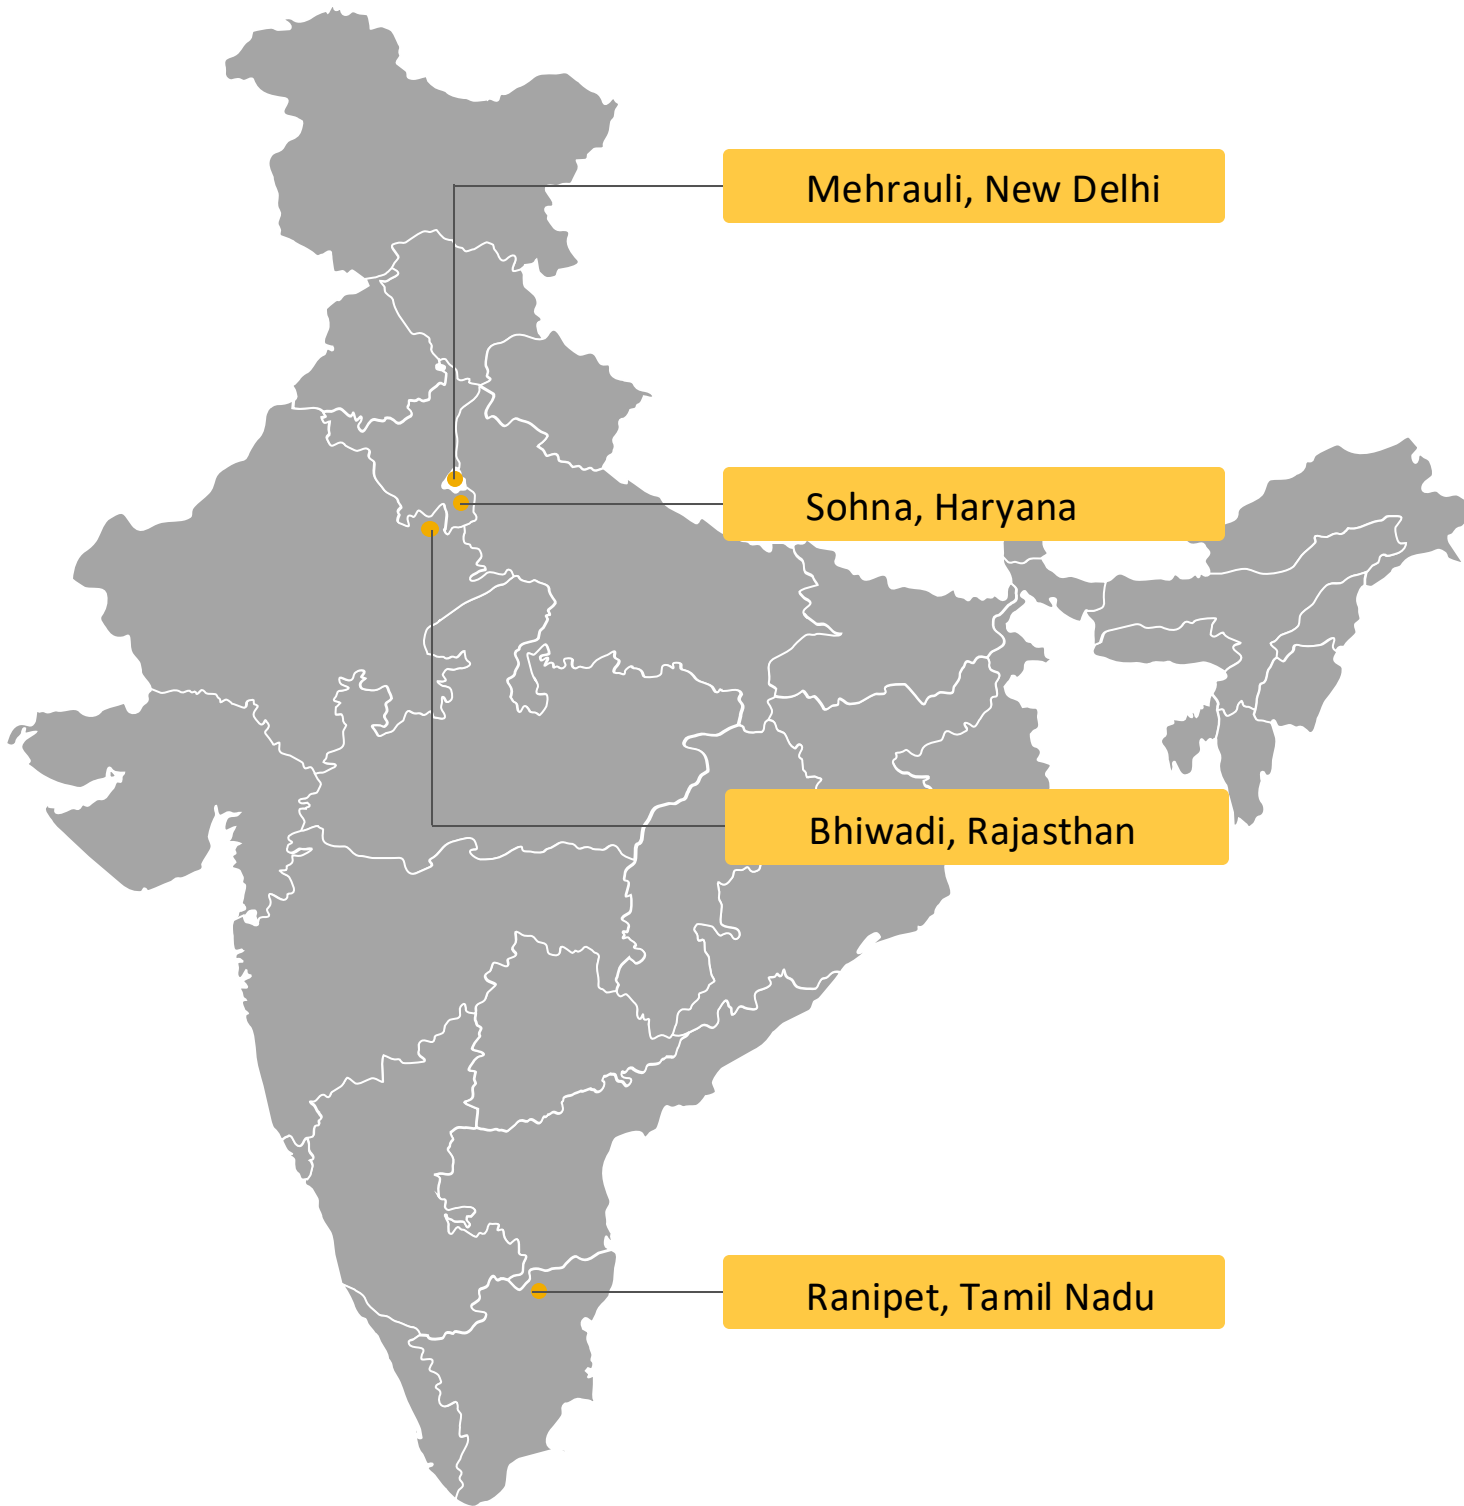 Mehrauli, New Delhi
Sohna, Haryana
Bhiwadi, Rajasthan
Ranipet, Tamil Nadu